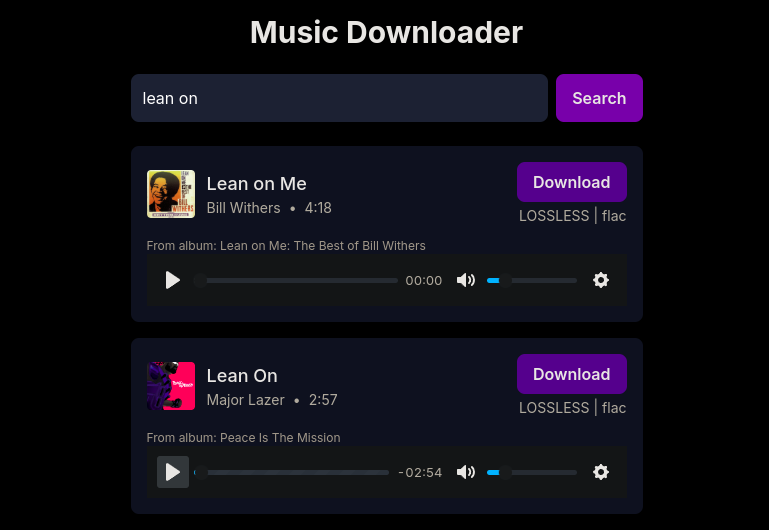 Music Downloader
lean on
Search
Lean on Me
Bill Withers • 4:18
Download
LOSSLESS | flac
From album: Lean on Me: The Best of Bill Withers
00:00
Lean On
Major Lazer • 2:57
Download
LOSSLESS | flac
From album: Peace Is The Mission
-02:54